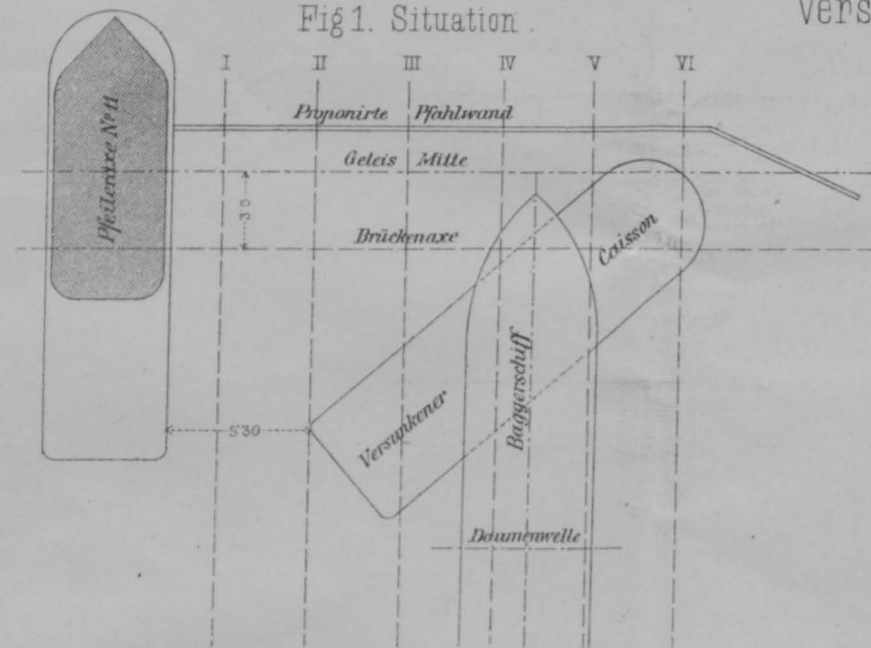 Fig 1. Situation.
Vers
I II III IV V VI
Proponirte Pfahlwand
Geleis Mitte
Pfeileraxe No 11
3 0
Brückenaxe
Caisson
Baggerschiff
5'30
Versunkener
Daumenwelle